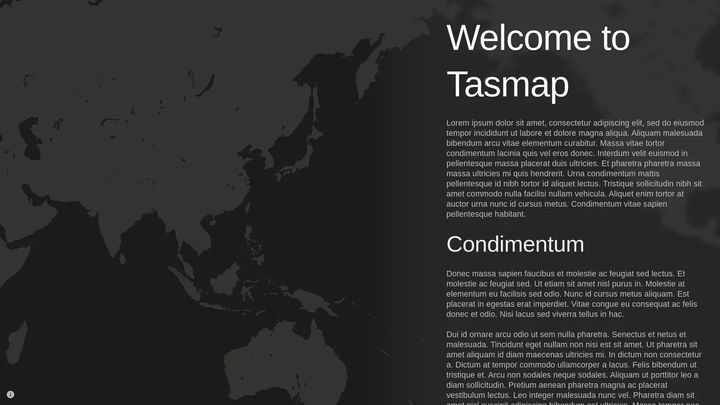 Welcome to
Tasmap
Lorem ipsum dolor sit amet, consectetur adipiscing elit, sed do eiusmod
tempor incididunt ut labore et dolore magna aliqua. Aliquam malesuada
bibendum arcu vitae elementum curabitur. Massa vitae tortor
condimentum lacinia quis vel eros donec. Interdum velit euismod in
pellentesque massa placerat duis ultricies. Et pharetra pharetra massa
massa ultricies mi quis hendrerit. Urna condimentum mattis
pellentesque id nibh tortor id aliquet lectus. Tristique sollicitudin nibh sit
amet commodo nulla facilisi nullam vehicula. Aliquet enim tortor at
auctor urna nunc id cursus metus. Condimentum vitae sapien
pellentesque habitant.
Condimentum
Donec massa sapien faucibus et molestie ac feugiat sed lectus. Et
molestie ac feugiat sed. Ut etiam sit amet nisl purus in. Molestie at
elementum eu facilisis sed odio. Nunc id cursus metus aliquam. Est
placerat in egestas erat imperdiet. Vitae congue eu consequat ac felis
donec et odio. Nisi lacus sed viverra tellus in hac.
Dui id ornare arcu odio ut sem nulla pharetra. Senectus et netus et
malesuada. Tincidunt eget nullam non nisi est sit amet. Ut pharetra sit
amet aliquam id diam maecenas ultricies mi. In dictum non consectetur
a. Dictum at tempor commodo ullamcorper a lacus. Felis bibendum ut
tristique et. Arcu non sodales neque sodales. Aliquam ut porttitor leo a
diam sollicitudin. Pretium aenean pharetra magna ac placerat
vestibulum lectus. Leo integer malesuada nunc vel. Pharetra diam sit